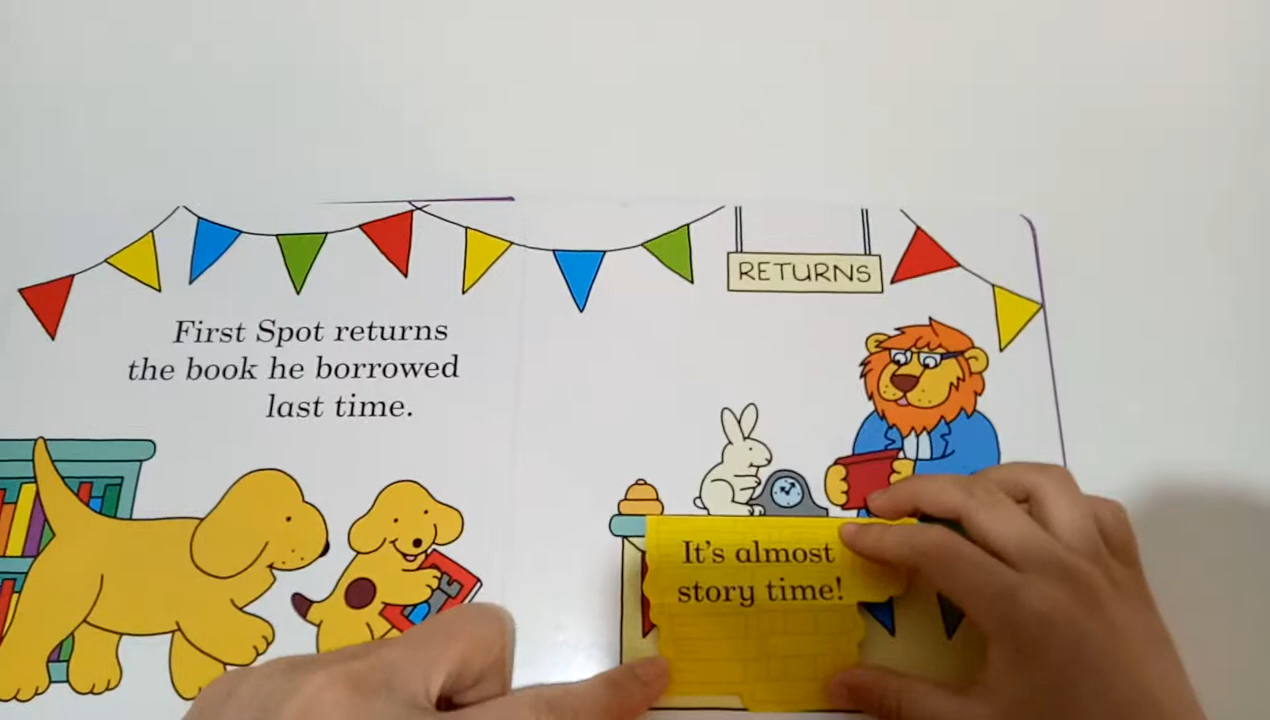 First Spot returns
the book he borrowed
last time.
RETURNS
It's almost
story time!